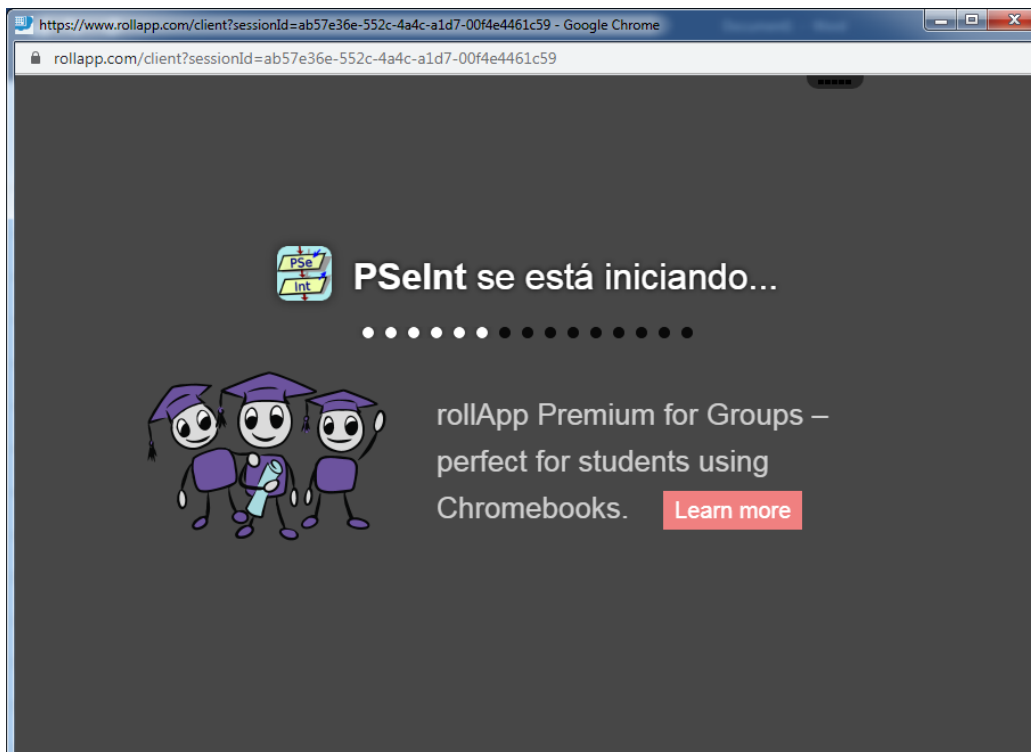 https://www.rollapp.com/client?sessionId=ab57e36e-552c-4a4c-a1d7-00f4e4461c59 - Google Chrome
rollapp.com/client?sessionId=ab57e36e-552c-4a4c-a1d7-00f4e4461c59
PSe
Int
PSeInt se está iniciando...
rollApp Premium for Groups –
perfect for students using
Chromebooks. Learn more